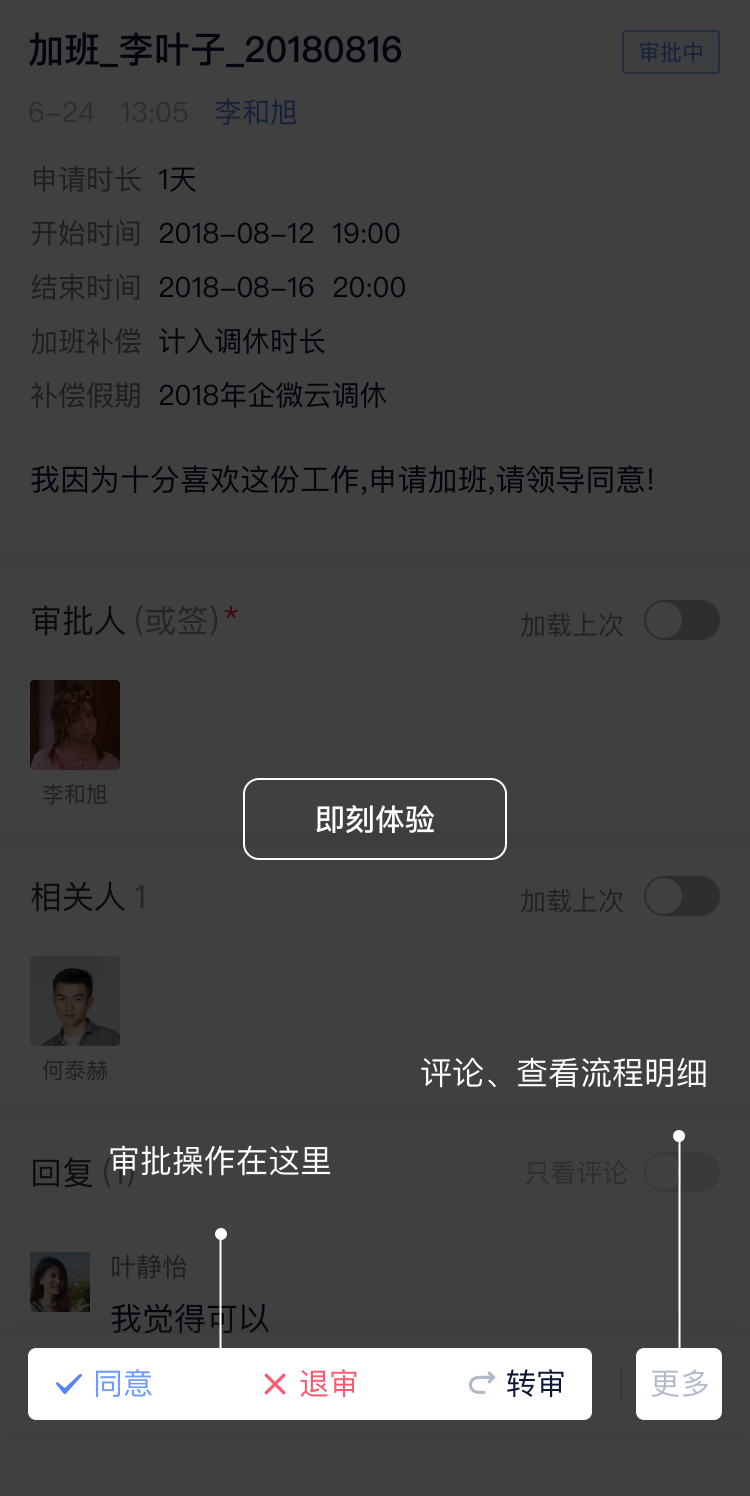 加班_李叶子_20180816
审批中
6-24 13:05 李和旭
申请时长 1天
开始时间 2018-08-12 19:00
结束时间 2018-08-16 20:00
加班补偿 计入调休时长
补偿假期 2018年企微云调休
我因为十分喜欢这份工作,申请加班,请领导同意!
审批人(或签)*
加载上次
李和旭
即刻体验
相关人 1
加载上次
何泰赫
评论、查看流程明细
审批操作在这里
回复 (1)
只看评论
叶静怡
我觉得可以
同意
退审
转审
更多